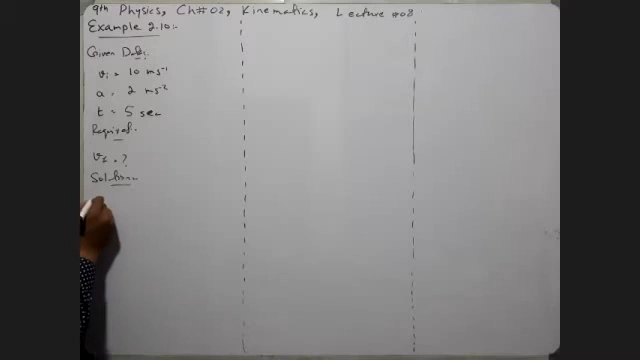 9th Physics, Ch#02, Kinematics, Lecture #08
Example 2.10:-
Given Data:-
vi = 10 ms⁻¹
a = 2 ms⁻²
t = 5 sec
Required:-
vf = ?
Solution:-